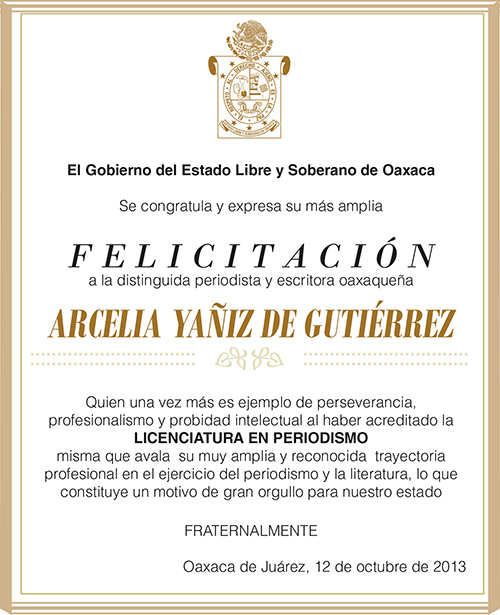 El Gobierno del Estado Libre y Soberano de Oaxaca
Se congratula y expresa su más amplia
FELICITACIÓN
a la distinguida periodista y escritora oaxaqueña
ARCELIA YAÑIZ DE GUTIÉRREZ
Quien una vez más es ejemplo de perseverancia,
profesionalismo y probidad intelectual al haber acreditado la
LICENCIATURA EN PERIODISMO
misma que avala su muy amplia y reconocida trayectoria
profesional en el ejercicio del periodismo y la literatura, lo que
constituye un motivo de gran orgullo para nuestro estado
FRATERNALMENTE
Oaxaca de Juárez, 12 de octubre de 2013